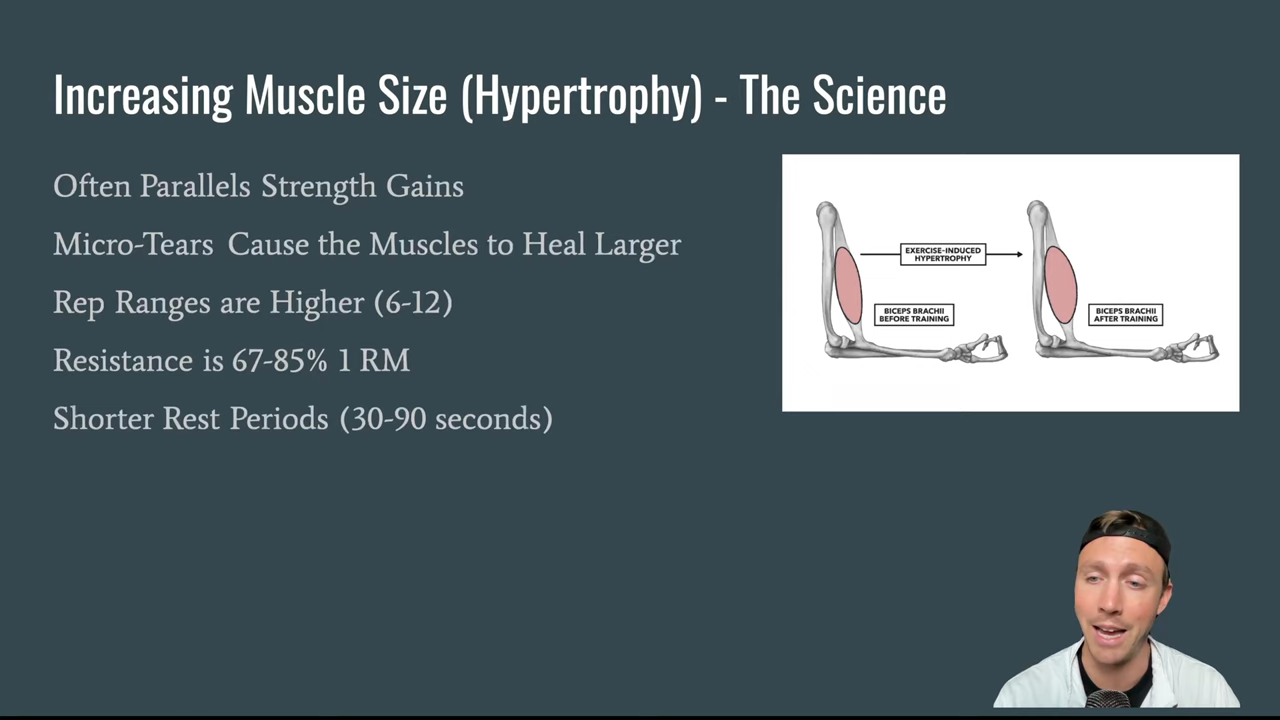 Increasing Muscle Size (Hypertrophy) - The Science
Often Parallels Strength Gains
Micro-Tears Cause the Muscles to Heal Larger
Rep Ranges are Higher (6-12)
Resistance is 67-85% 1 RM
Shorter Rest Periods (30-90 seconds)
EXERCISE-INDUCED
HYPERTROPHY
BICEPS BRACHII
BEFORE TRAINING
BICEPS BRACHII
AFTER TRAINING